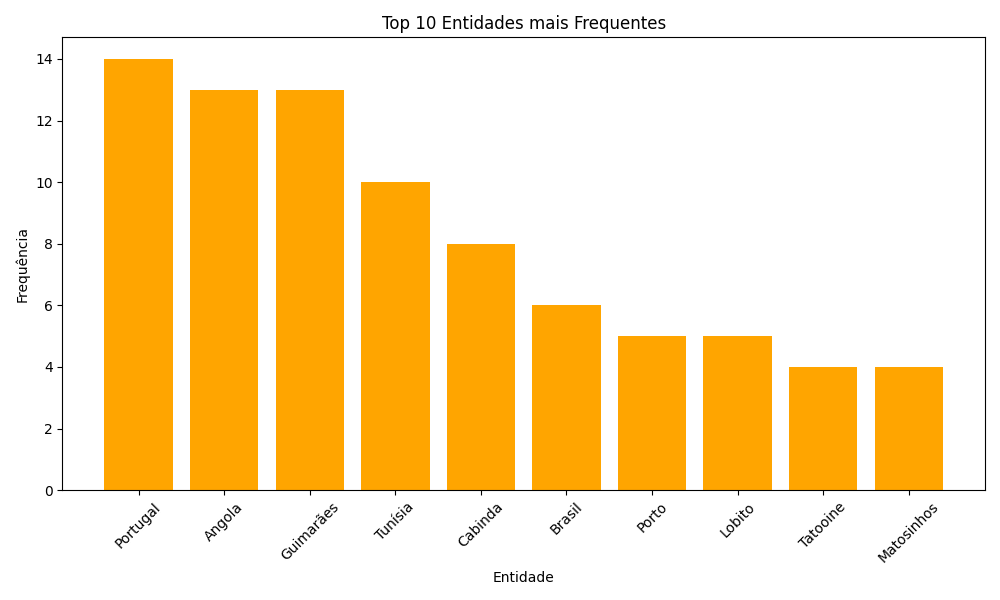 Top 10 Entidades mais Frequentes
Frequência
14
12
10
8
6
4
2
0
Portugal
Angola
Guimarães
Tunísia
Cabinda
Brasil
Porto
Lobito
Tatooine
Matosinhos
Entidade